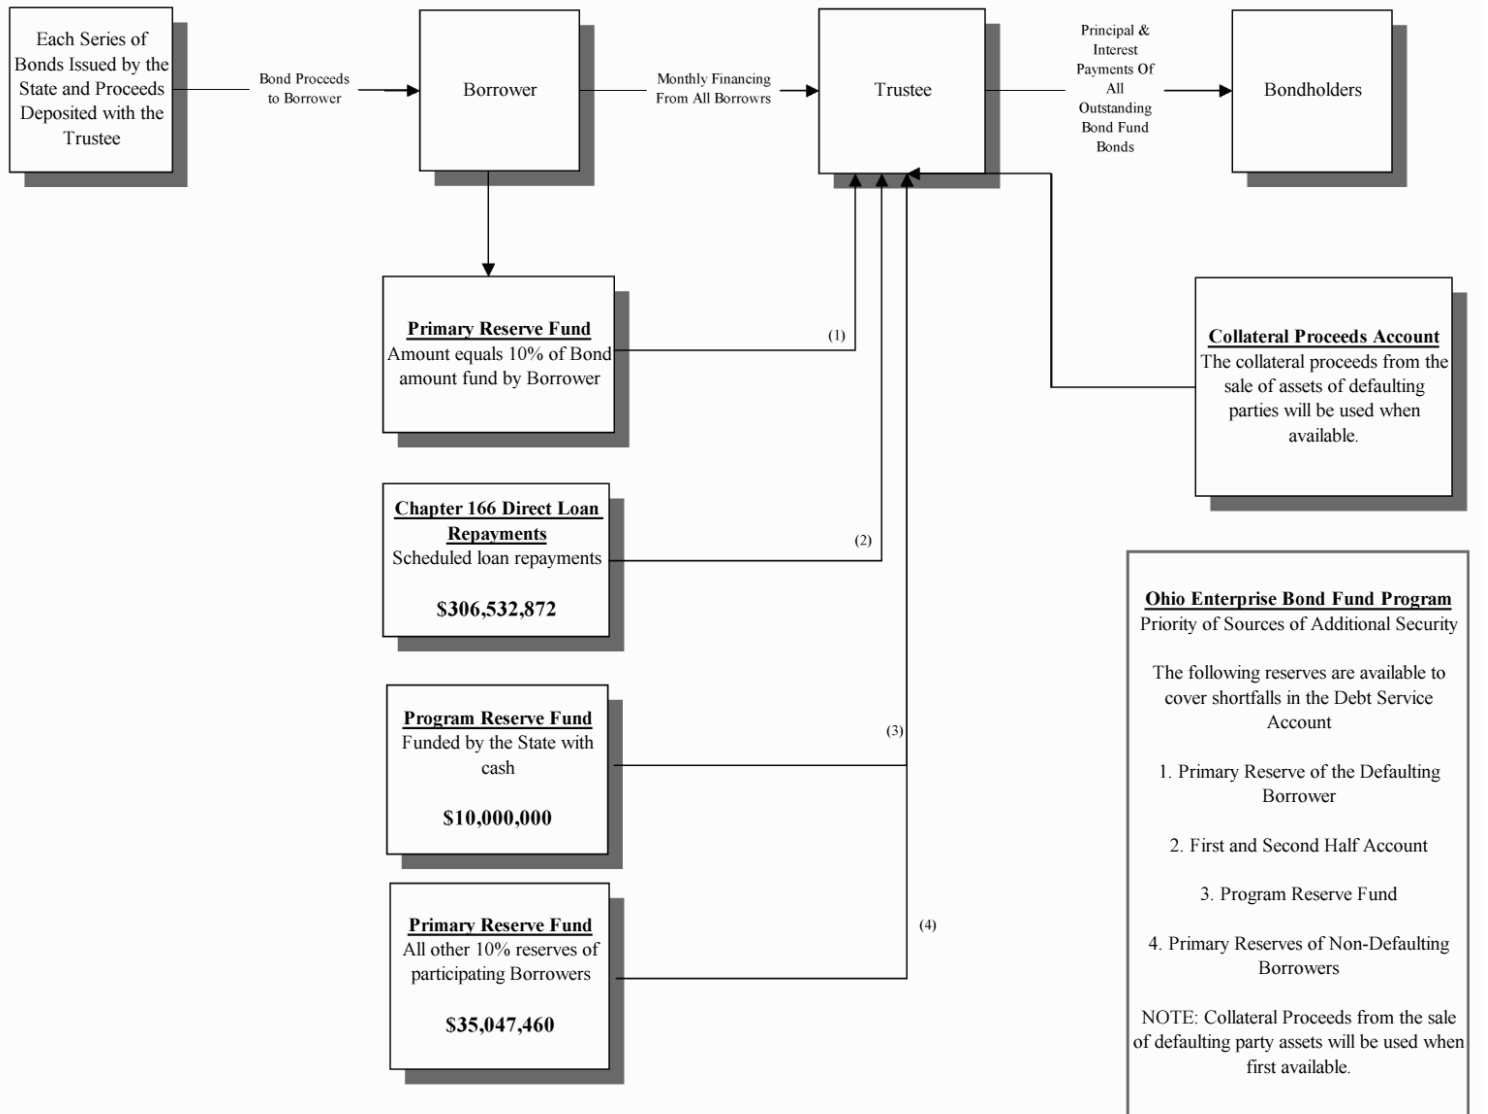 Each Series of
Bonds Issued by the
State and Proceeds
Deposited with the
Trustee
Bond Proceeds
to Borrower
Borrower
Monthly Financing
From All Borrowrs
Trustee
Principal &
Interest
Payments Of
All
Outstanding
Bond Fund
Bonds
Bondholders
Primary Reserve Fund
Amount equals 10% of Bond
amount fund by Borrower
(1)
Collateral Proceeds Account
The collateral proceeds from the
sale of assets of defaulting
parties will be used when
available.
Chapter 166 Direct Loan
Repayments
Scheduled loan repayments
$306,532,872
(2)
Program Reserve Fund
Funded by the State with
cash
$10,000,000
(3)
Primary Reserve Fund
All other 10% reserves of
participating Borrowers
$35,047,460
(4)
Ohio Enterprise Bond Fund Program
Priority of Sources of Additional Security
The following reserves are available to
cover shortfalls in the Debt Service
Account
1. Primary Reserve of the Defaulting
Borrower
2. First and Second Half Account
3. Program Reserve Fund
4. Primary Reserves of Non-Defaulting
Borrowers
NOTE: Collateral Proceeds from the sale
of defaulting party assets will be used when
first available.